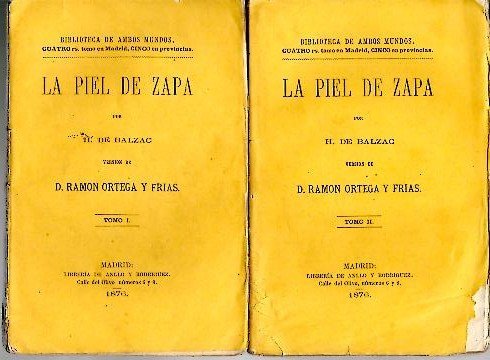 BIBLIOTECA DE AMBOS MUNDOS.
CUATRO rs. tomo en Madrid, CINCO en provincias.
LA PIEL DE ZAPA
POR
H. DE BALZAC
VERSION DE
D. RAMON ORTEGA Y FRIAS.
TOMO I.
MADRID:
LIBRERÍA DE ANLLO Y RODRIGUEZ.
Calle del Olivo, números 6 y 8.
1876.
BIBLIOTECA DE AMBOS MUNDOS.
CUATRO rs. tomo en Madrid, CINCO en provincias.
LA PIEL DE ZAPA
POR
H. DE BALZAC
VERSION DE
D. RAMON ORTEGA Y FRIAS.
TOMO II.
MADRID:
LIBRERÍA DE ANLLO Y RODRIGUEZ.
Calle del Olivo, números 6 y 8.
1876.